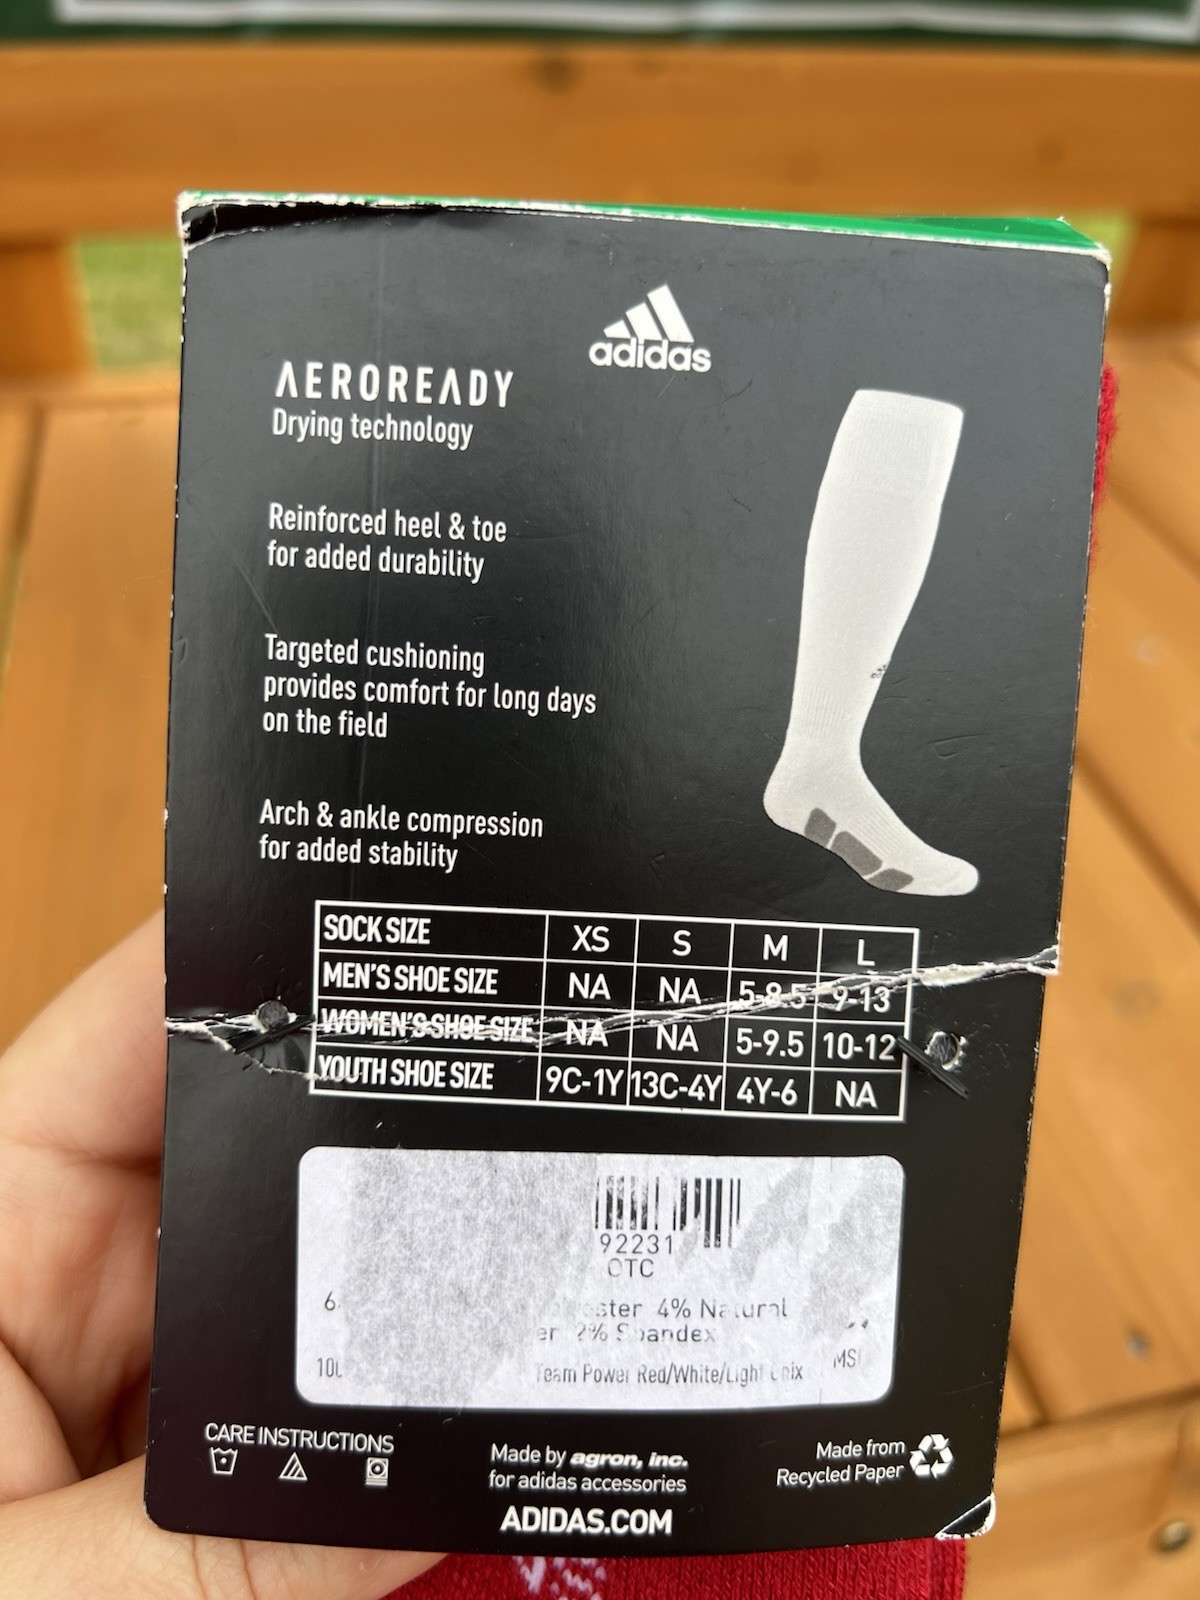 adidas
AEROREADY
Drying technology
Reinforced heel & toe
for added durability
Targeted cushioning
provides comfort for long days
on the field
Arch & ankle compression
for added stability
SOCK SIZE XS S M L
MEN'S SHOE SIZE NA NA 5-8.5 9-13
WOMEN'S SHOE SIZE NA NA 5-9.5 10-12
YOUTH SHOE SIZE 9C-1Y 13C-4Y 4Y-6 NA
92231
OTC
4% Natural
2% Spandex
Team Power Red/White/Light
CARE INSTRUCTIONS
Made by agron, inc.
for adidas accessories
ADIDAS.COM
Made from
Recycled Paper